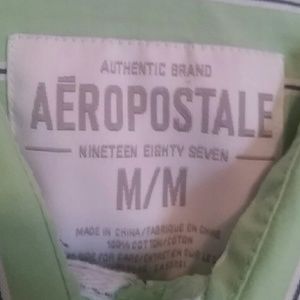 AUTHENTIC BRAND
AÉROPOSTALE
NINETEEN EIGHTY SEVEN
M/M
MADE IN CHINA/FABRIQUE EN CHINE
100% COTTON/COTON